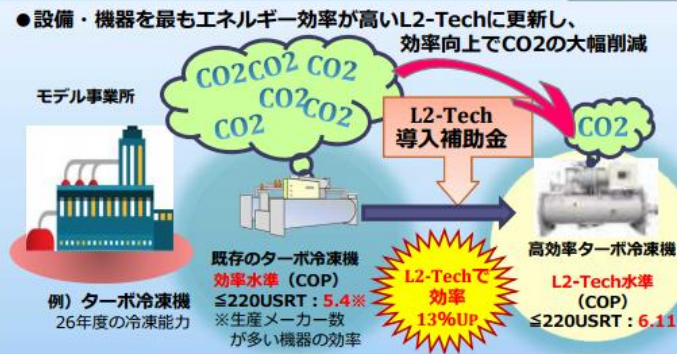 ●設備・機器を最もエネルギー効率が高いL2-Techに更新し、
効率向上でCO2の大幅削減
モデル事業所
CO2CO2 CO2
CO2CO2
CO2
L2-Tech
導入補助金
CO2
既存のターボ冷凍機
効率水準（COP）
≦220USRT：5.4※
※生産メーカー数
が多い機器の効率
例）ターボ冷凍機
26年度の冷凍能力
L2-Techで
効率
13%UP
高効率ターボ冷凍機
L2-Tech水準
（COP）
≦220USRT：6.11